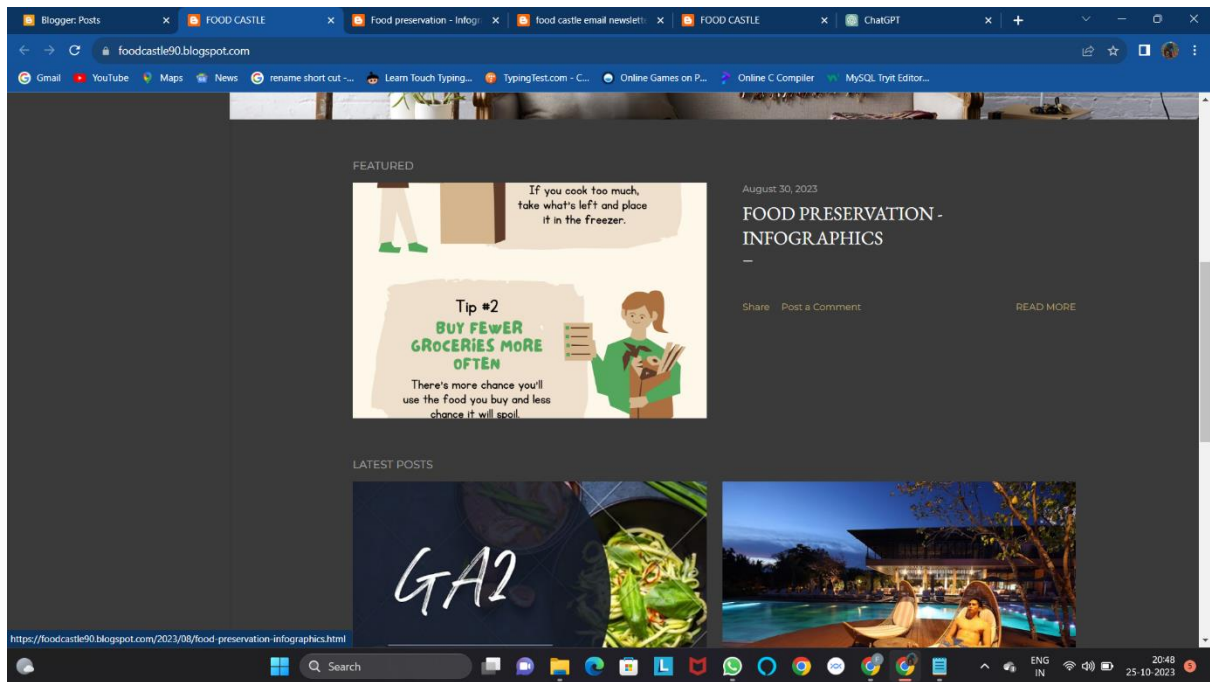 Blogger: Posts
FOOD CASTLE
Food preservation - Infogr
food castle email newslett
FOOD CASTLE
ChatGPT
foodcastle90.blogspot.com
Gmail
YouTube
Maps
News
rename short cut -...
Learn Touch Typing...
TypingTest.com - C...
Online Games on P...
Online C Compiler
MySQL Tryit Editor...
FEATURED
If you cook too much,
take what's left and place
it in the freezer.
Tip #2
BUY FEWER
GROCERIES MORE
OFTEN
There's more chance you'll
use the food you buy and less
chance it will spoil.
August 30, 2023
FOOD PRESERVATION -
INFOGRAPHICS
Share Post a Comment
READ MORE
LATEST POSTS
GA2
https://foodcastle90.blogspot.com/2023/08/food-preservation-infographics.html
Search
ENG
IN
20:48
25-10-2023
5